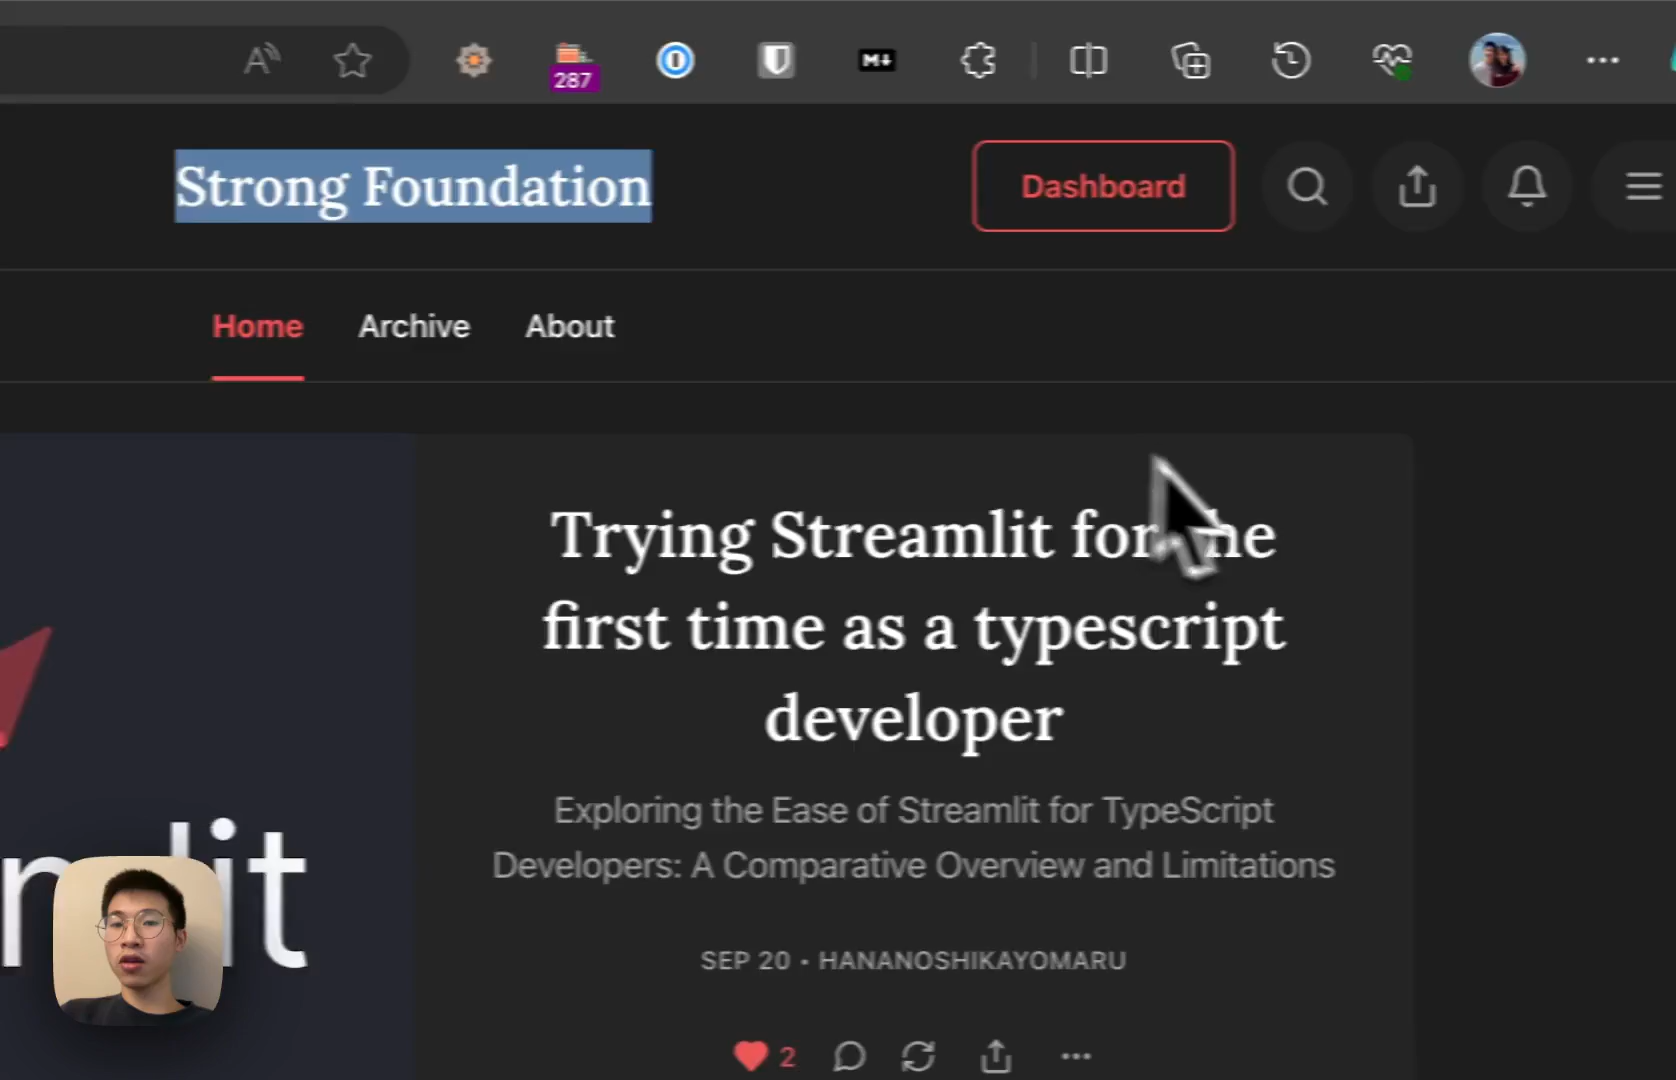 287
M
Strong Foundation
Dashboard
Home
Archive
About
Trying Streamlit for the
first time as a typescript
developer
Exploring the Ease of Streamlit for TypeScript
Developers: A Comparative Overview and Limitations
SEP 20 • HANANOSHIKAYOMARU
lit
2